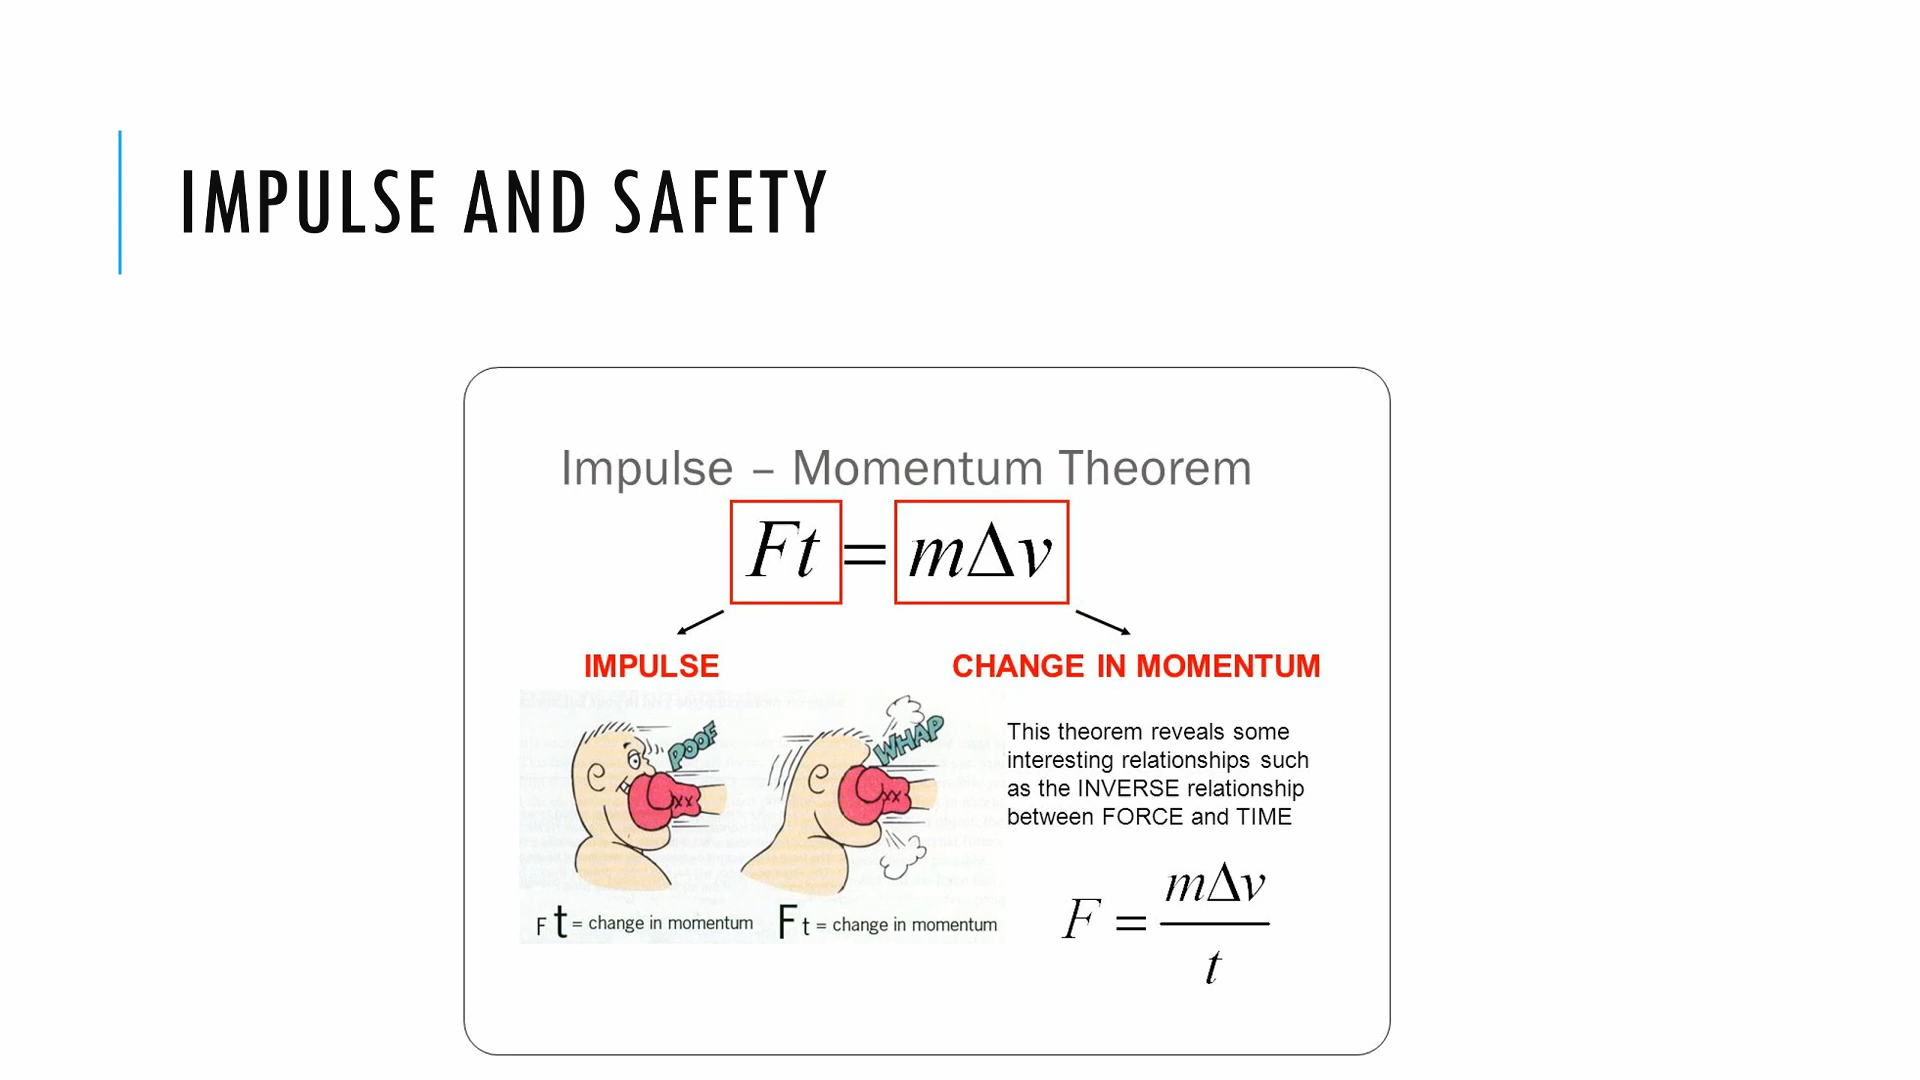 IMPULSE AND SAFETY
Impulse – Momentum Theorem
Ft = mΔv
IMPULSE
CHANGE IN MOMENTUM
POOF
WHAP
This theorem reveals some
interesting relationships such
as the INVERSE relationship
between FORCE and TIME
F t = change in momentum
F t = change in momentum
F = mΔv / t